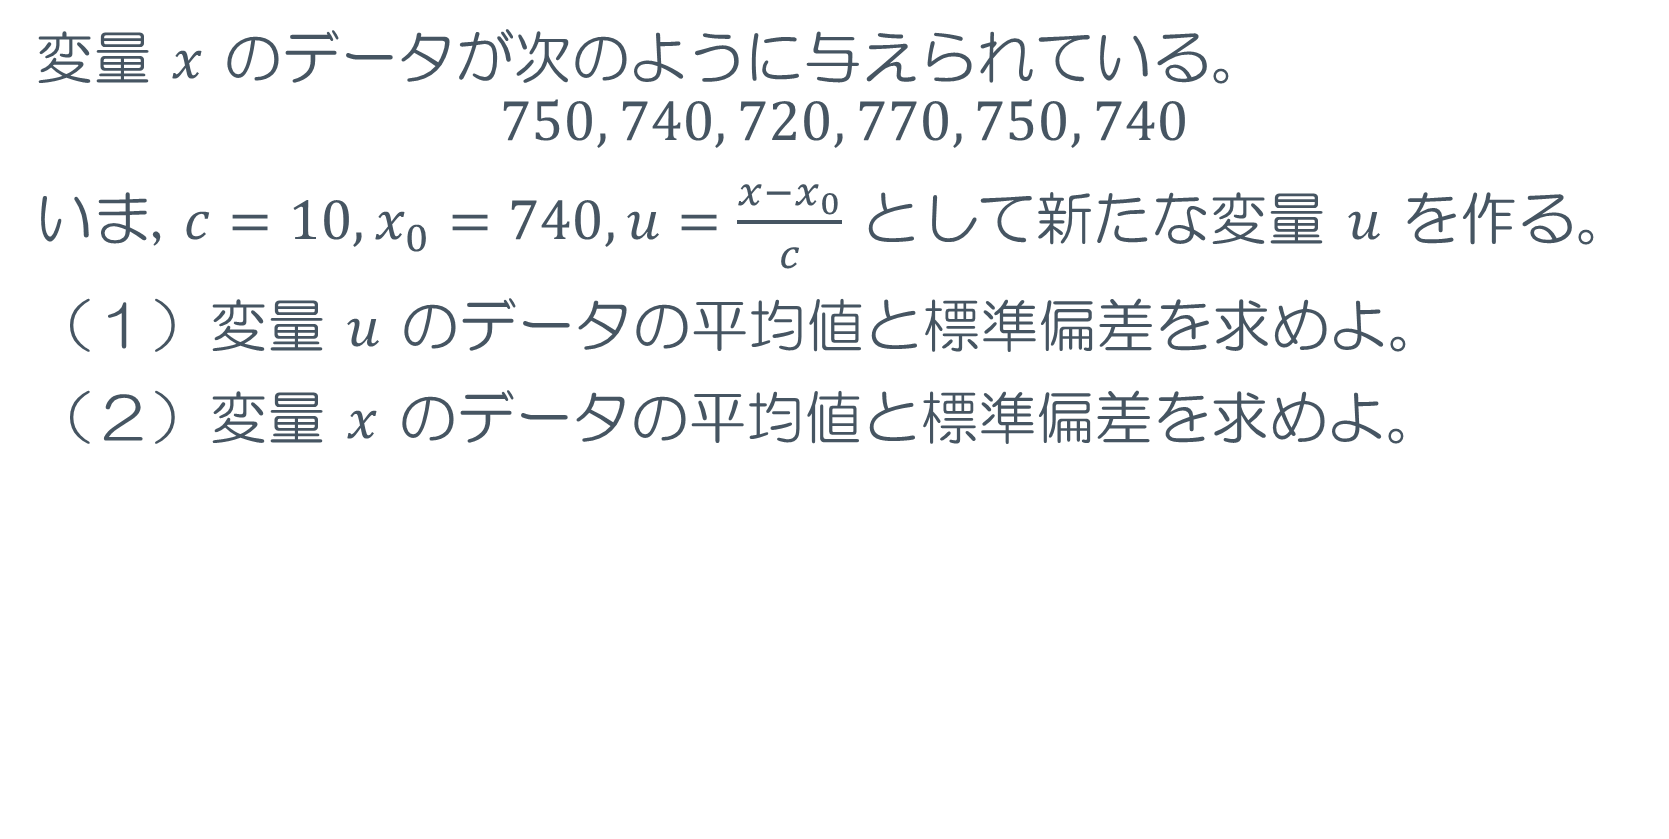 変量 x のデータが次のように与えられている。
750, 740, 720, 770, 750, 740
いま, c = 10, x₀ = 740, u = \frac{x−x₀}{c} として新たな変量 u を作る。
（１）変量 u のデータの平均値と標準偏差を求めよ。
（２）変量 x のデータの平均値と標準偏差を求めよ。